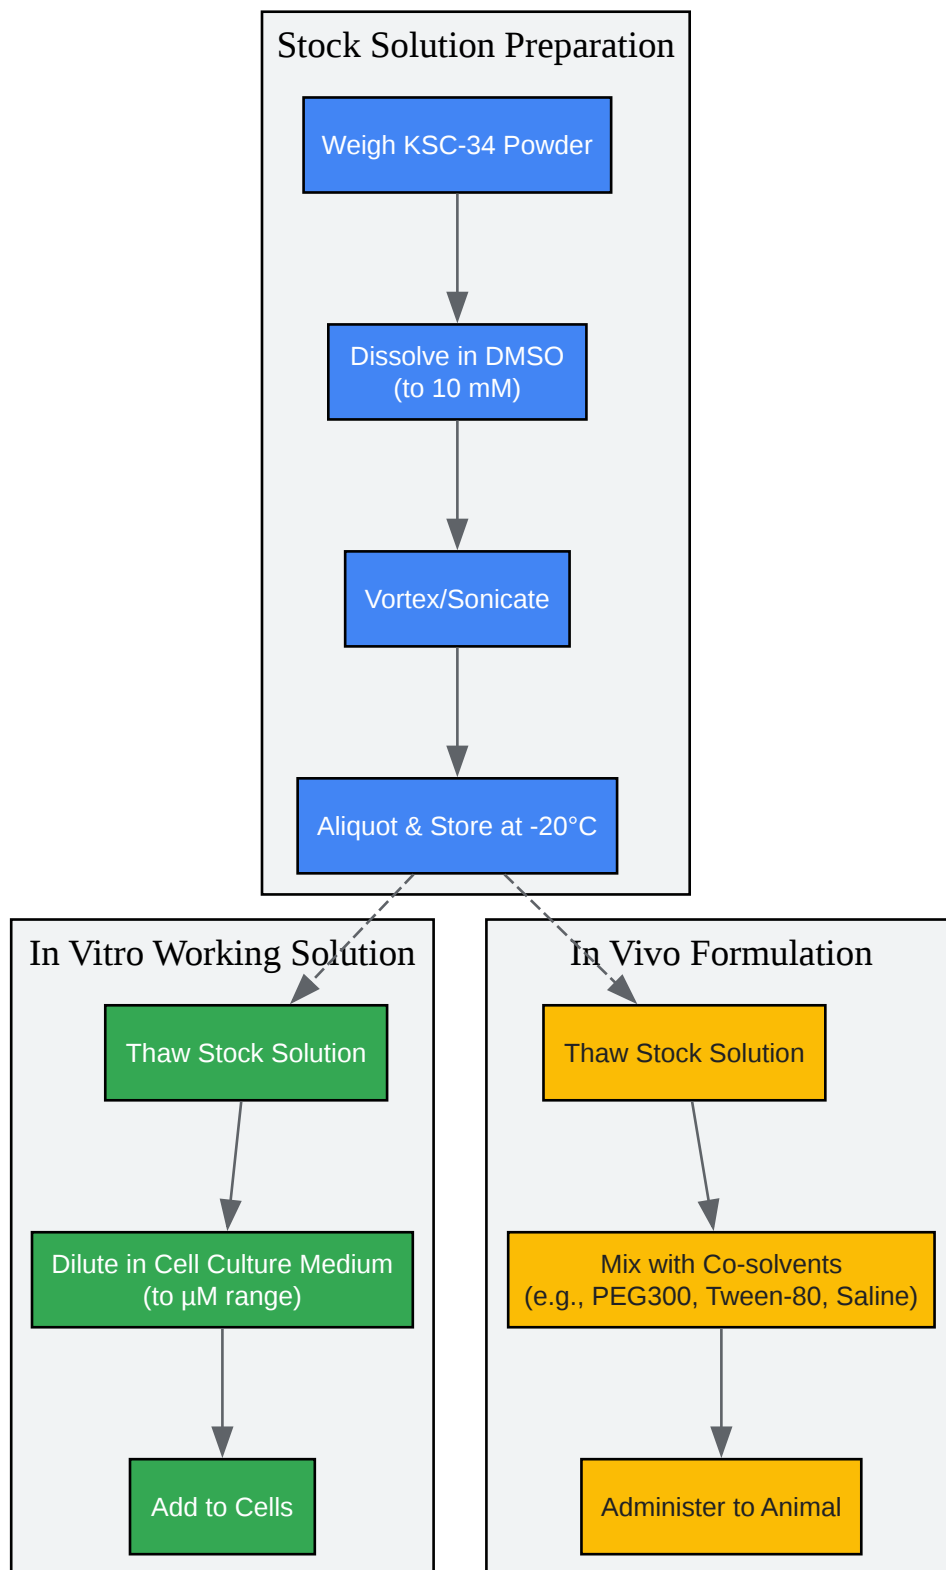 Stock Solution Preparation
Weigh KSC-34 Powder
Dissolve in DMSO
(to 10 mM)
Vortex/Sonicate
Aliquot & Store at -20°C
In Vitro Working Solution
Thaw Stock Solution
Dilute in Cell Culture Medium
(to µM range)
Add to Cells
In Vivo Formulation
Thaw Stock Solution
Mix with Co-solvents
(e.g., PEG300, Tween-80, Saline)
Administer to Animal